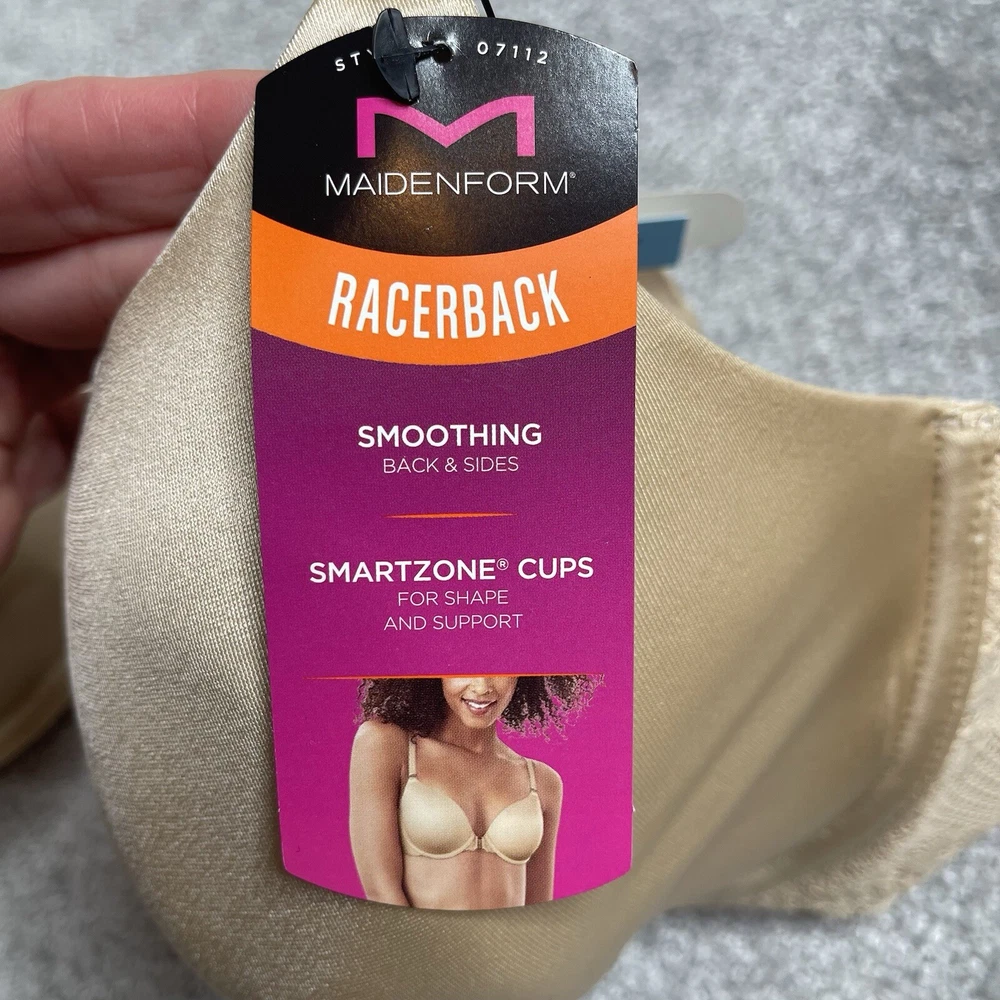 07112
MAIDENFORM®
RACERBACK
SMOOTHING
BACK & SIDES
SMARTZONE® CUPS
FOR SHAPE
AND SUPPORT